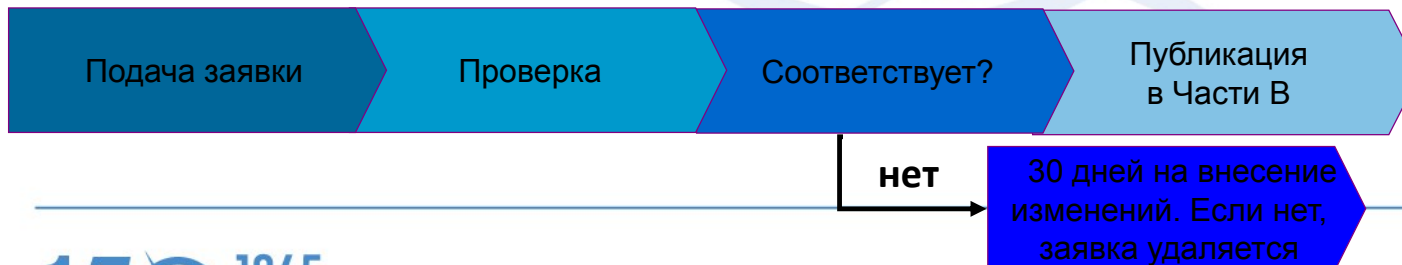 Подача заявки
Проверка
Соответствует?
Публикация
в Части В
нет
30 дней на внесение
изменений. Если нет,
заявка удаляется